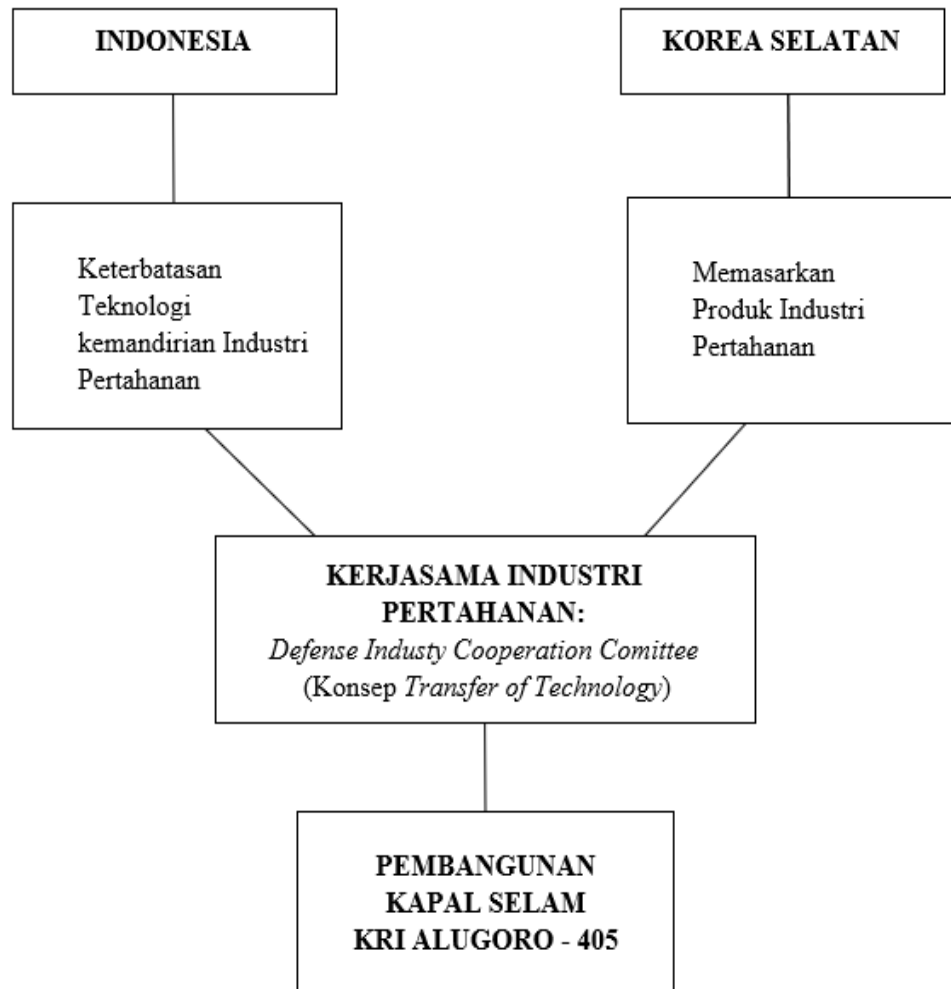 INDONESIA
KOREA SELATAN
Keterbatasan
Teknologi
kemandirian Industri
Pertahanan
Memasarkan
Produk Industri
Pertahanan
KERJASAMA INDUSTRI
PERTAHANAN:
Defense Industy Cooperation Comittee
(Konsep Transfer of Technology)
PEMBANGUNAN
KAPAL SELAM
KRI ALUGORO - 405